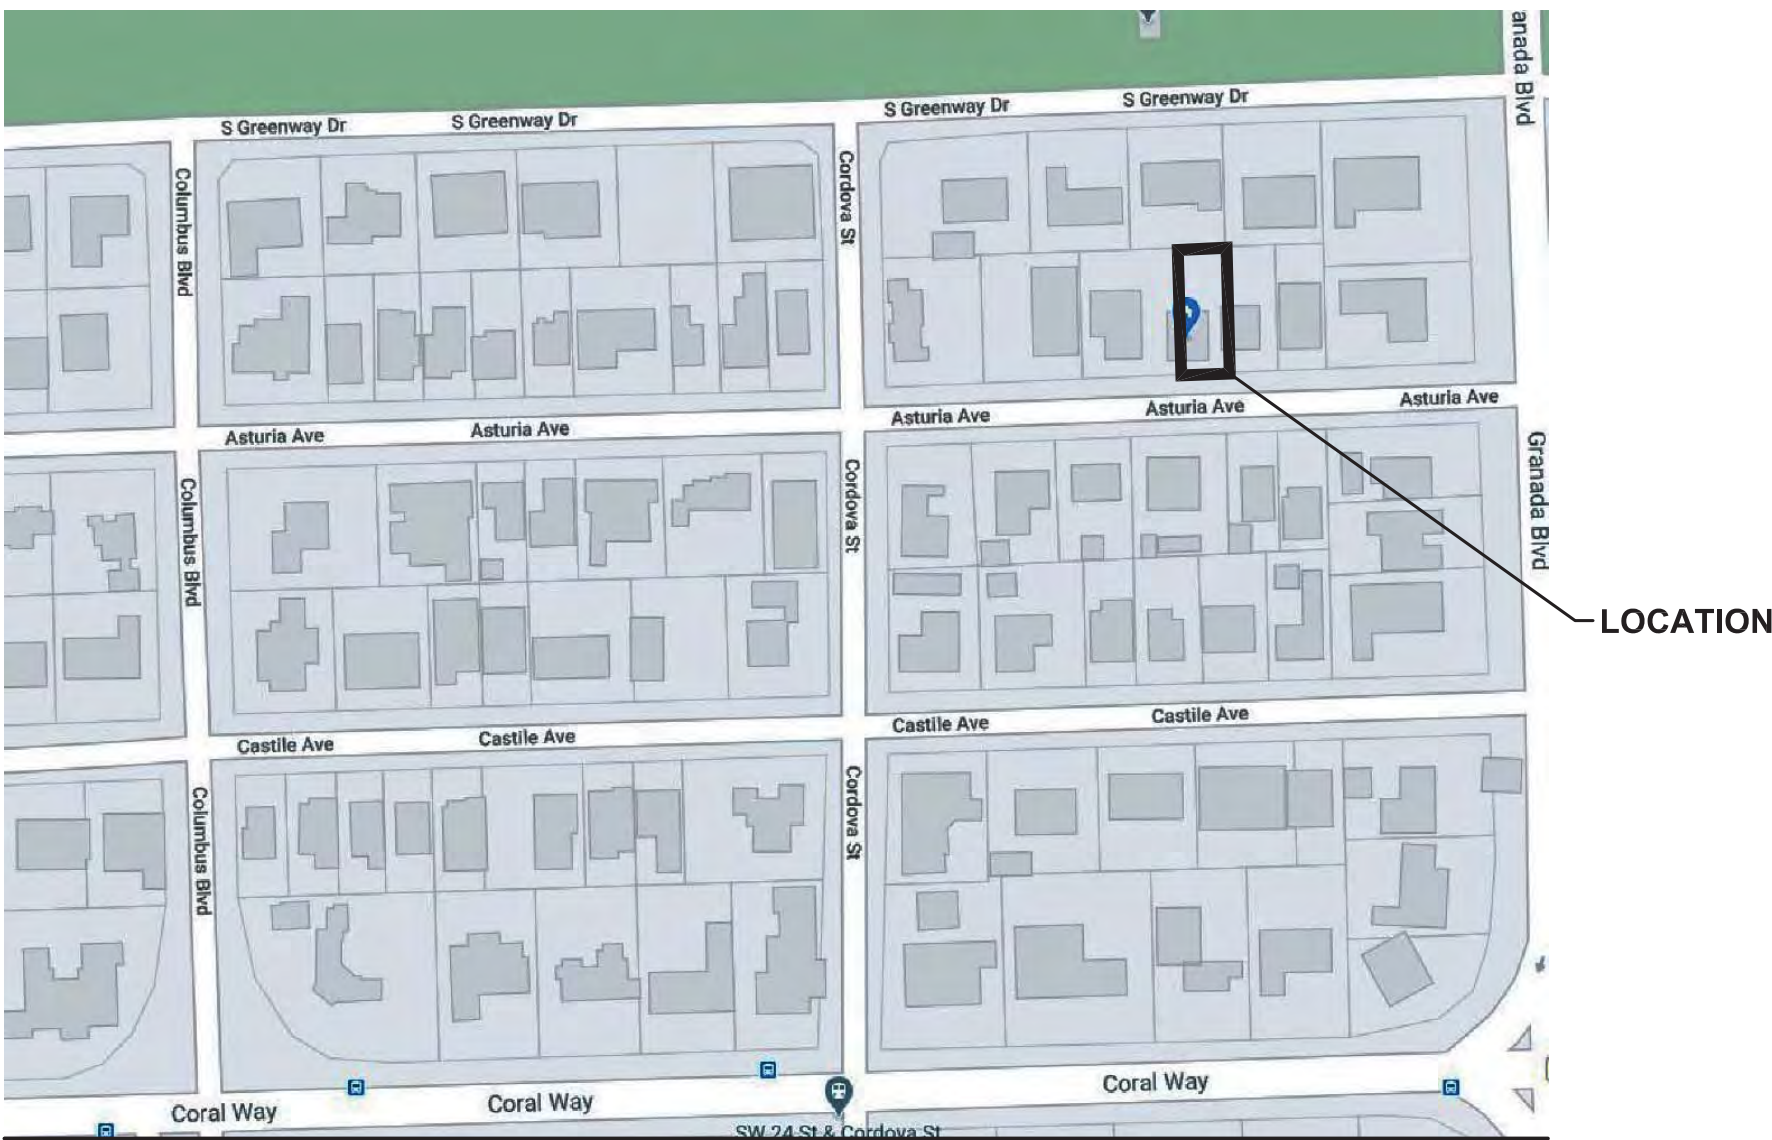 anada Blvd
S Greenway Dr
S Greenway Dr
S Greenway Dr
S Greenway Dr
Columbus Blvd
Cordova St
Asturia Ave
Asturia Ave
Asturia Ave
Asturia Ave
Asturia Ave
Columbus Blvd
Cordova St
Granada Blvd
LOCATION
Castile Ave
Castile Ave
Castile Ave
Castile Ave
Columbus Blvd
Cordova St
Coral Way
Coral Way
Coral Way
SW 24 St & Cordova St